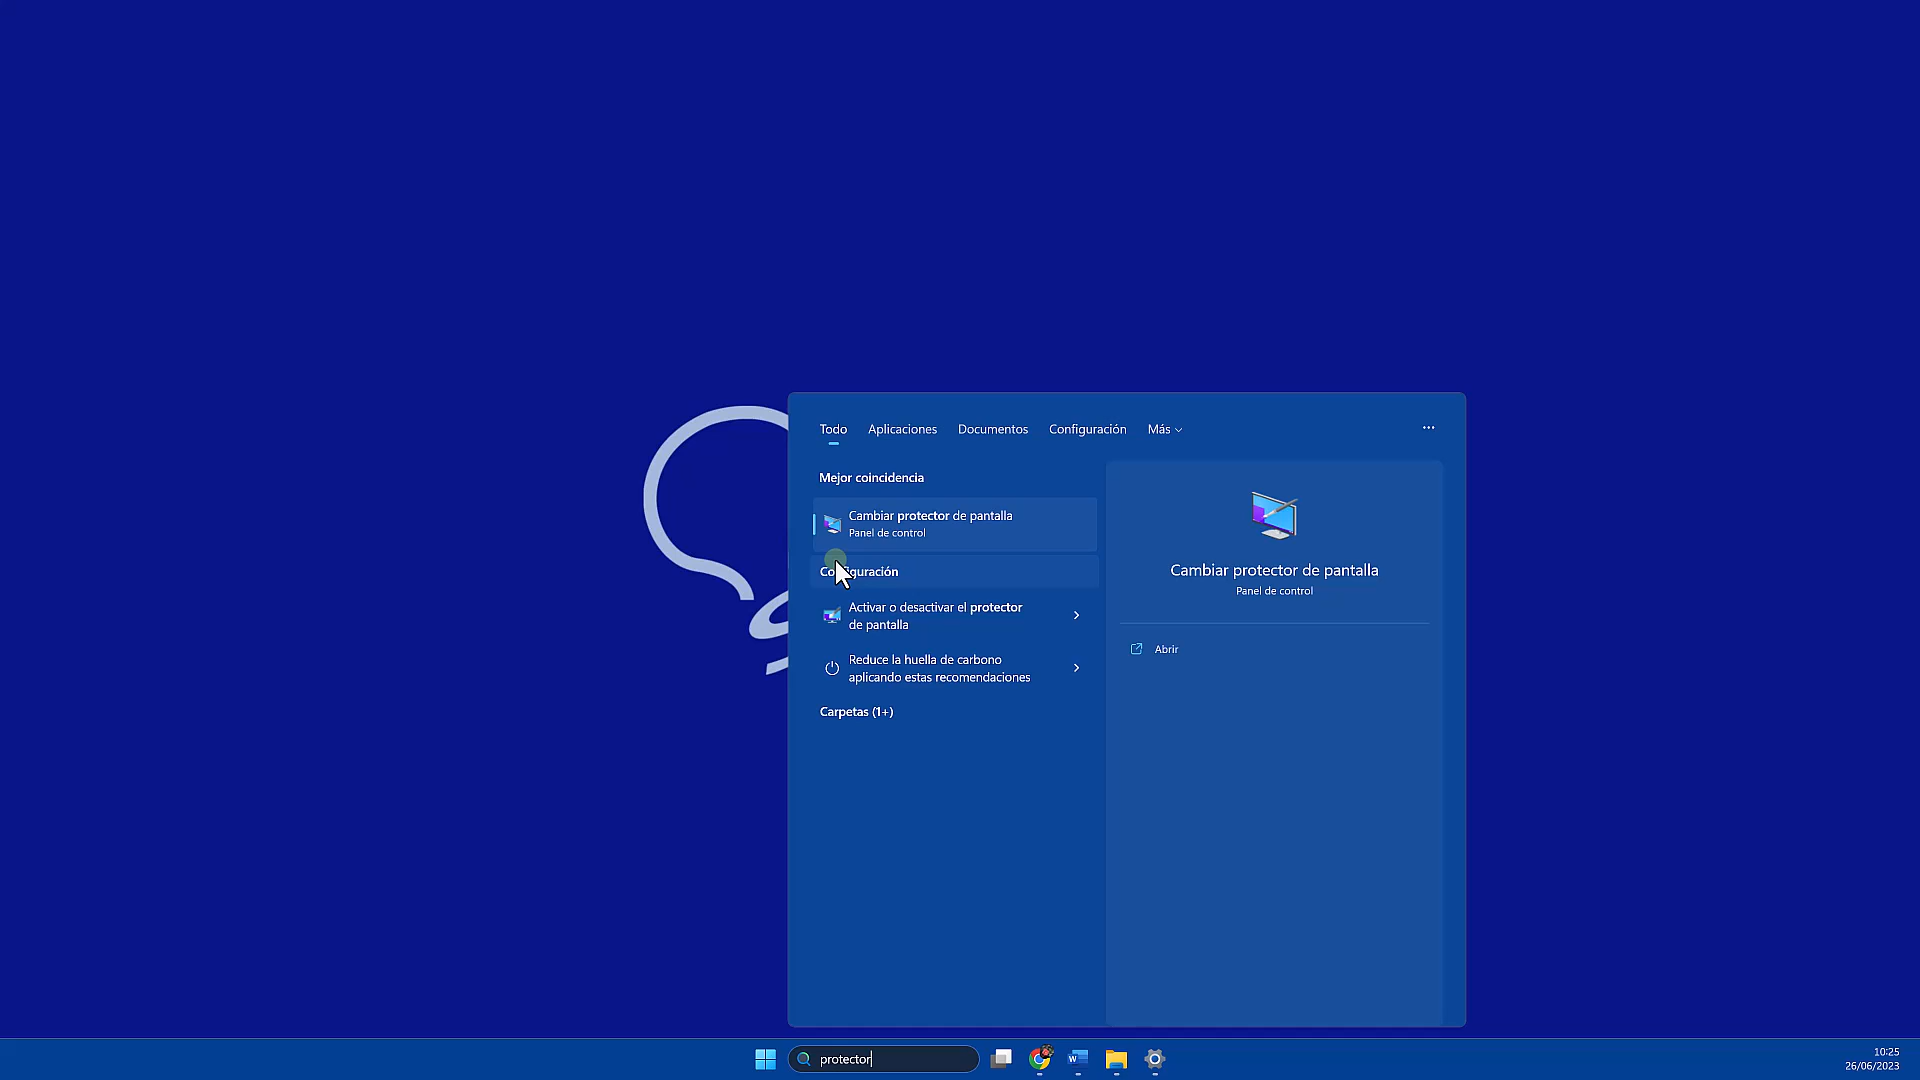 Todo Aplicaciones Documentos Configuración Más ...
Mejor coincidencia
Cambiar protector de pantalla
Panel de control
Configuración
Activar o desactivar el protector
de pantalla
Reduce la huella de carbono
aplicando estas recomendaciones
Carpetas (1+)
Cambiar protector de pantalla
Panel de control
Abrir
protector
W
10:25
26/06/2023